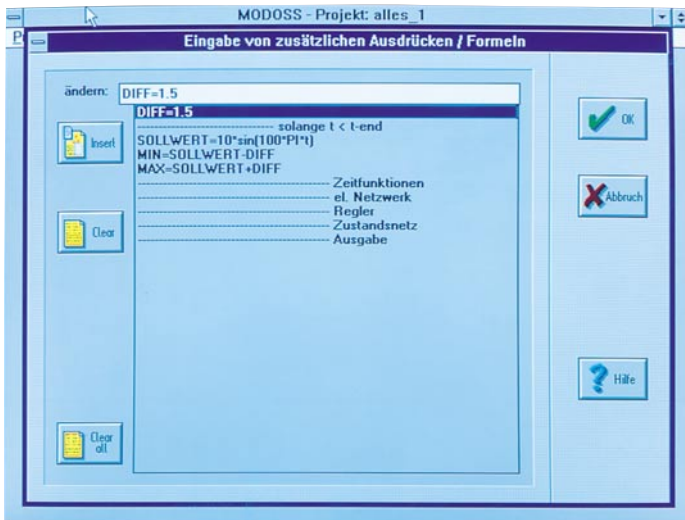 MODOSS - Projekt: alles_1
P
Eingabe von zusätzlichen Ausdrücken / Formeln
ändern: DIFF=1.5
DIFF=1.5
---------------------------- solange t < t-end
SOLLWERT=10*sin(100*PI*t)
MIN=SOLLWERT-DIFF
MAX=SOLLWERT+DIFF
---------------------------------------- Zeitfunktionen
---------------------------------------- el. Netzwerk
---------------------------------------- Regler
---------------------------------------- Zustandsnetz
---------------------------------------- Ausgabe
Insert
Clear
Clear all
OK
Abbruch
Hilfe